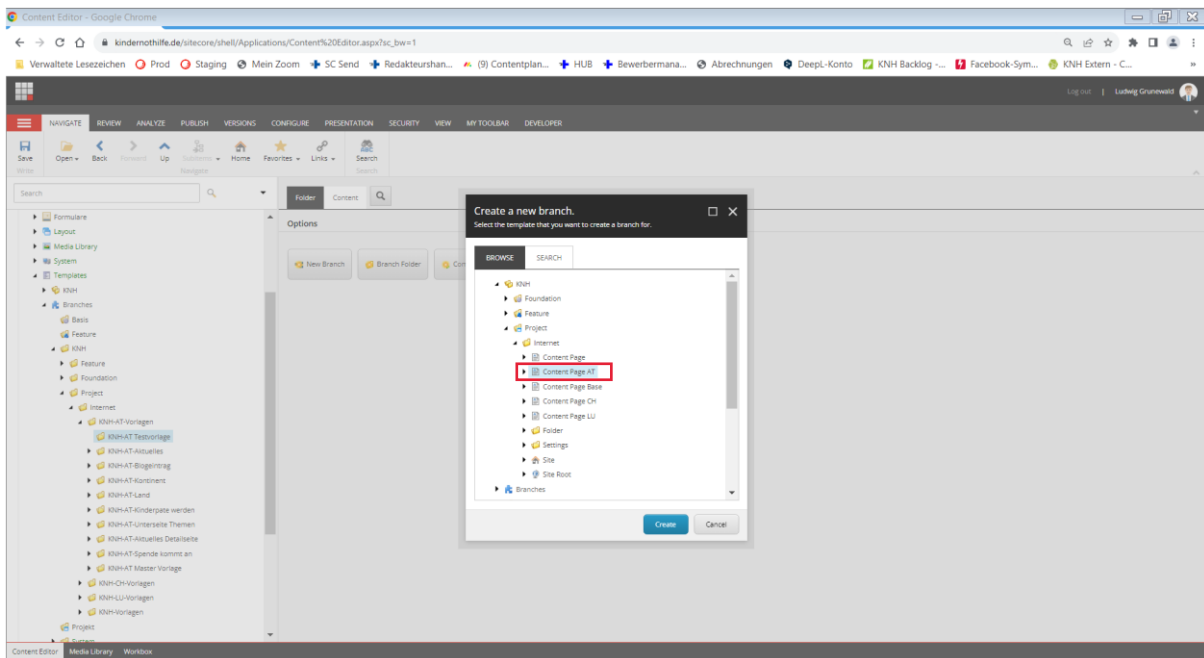 Content Editor - Google Chrome
kindernothilfe.de/sitecore/shell/Applications/Content%20Editor.aspx?sc_bw=1
Verwaltete Lesezeichen Prod Staging Mein Zoom SC Send Redakteurshan... (9) Contentplan... HUB Bewerbermana... Abrechnungen DeepL-Konto KNH Backlog -... Facebook-Sym... KNH Extern - C... »
Log out | Ludwig Grunewald
NAVIGATE REVIEW ANALYZE PUBLISH VERSIONS CONFIGURE PRESENTATION SECURITY VIEW MY TOOLBAR DEVELOPER
Save Open Back Forward Up Home Favorites Links Search
Write Navigate Search
Search
Folder Content
Options
New Branch Branch Folder Con
Formulare
Layout
Media Library
System
Templates
KNH
Branches
Basis
Feature
KNH
Feature
Foundation
Project
Internet
KNH-AT-Vorlagen
KNH-AT Testvorlage
KNH-AT-Aktuelles
KNH-AT-Blogeintrag
KNH-AT-Kontinent
KNH-AT-Land
KNH-AT-Kinderpate werden
KNH-AT-Unterseite Themen
KNH-AT-Aktuelles Detailseite
KNH-AT-Spende kommt an
KNH-AT Master Vorlage
KNH-CH-Vorlagen
KNH-LU-Vorlagen
KNH-Vorlagen
Projekt
System
Create a new branch.
Select the template that you want to create a branch for.
BROWSE SEARCH
KNH
Foundation
Feature
Project
Internet
Content Page
Content Page AT
Content Page Base
Content Page CH
Content Page LU
Folder
Settings
Site
Site Root
Branches
Create Cancel
Content Editor Media Library Workbox